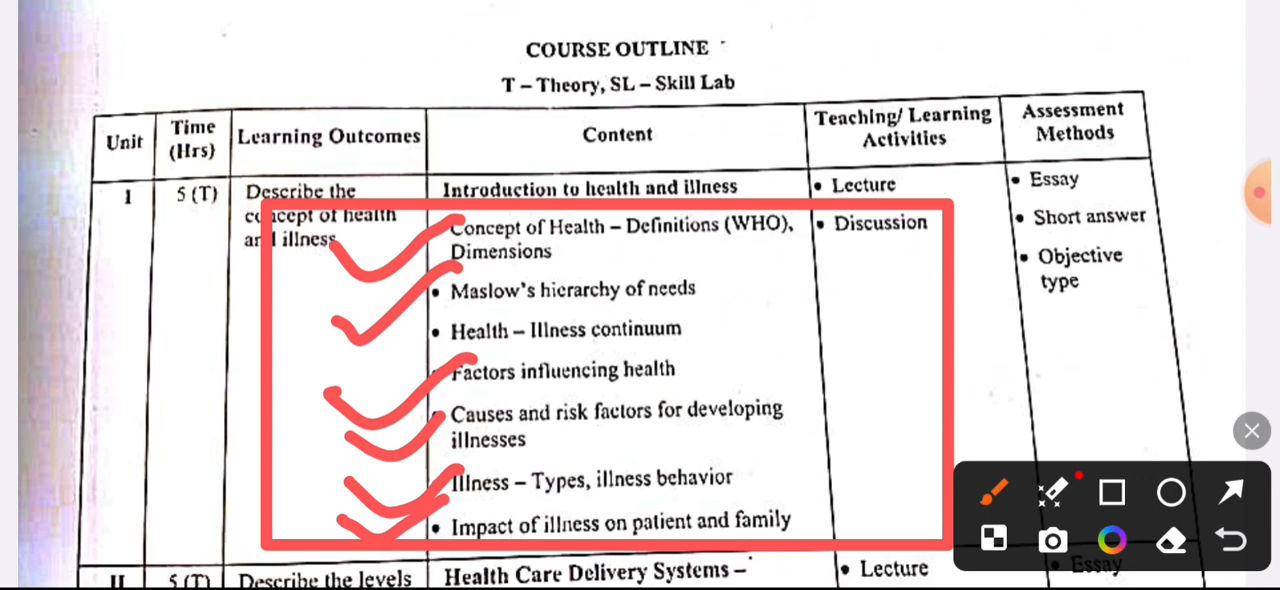 COURSE OUTLINE
T – Theory, SL – Skill Lab
Unit
Time
(Hrs)
Learning Outcomes
Content
Teaching/ Learning
Activities
Assessment
Methods
I
5 (T)
Describe the
concept of health
and illness
Introduction to health and illness
Concept of Health – Definitions (WHO),
Dimensions
• Maslow's hierarchy of needs
• Health – Illness continuum
Factors influencing health
Causes and risk factors for developing
illnesses
Illness – Types, illness behavior
• Impact of illness on patient and family
• Lecture
• Discussion
• Essay
• Short answer
• Objective
type
II
5 (T)
Describe the levels
Health Care Delivery Systems –
• Lecture
• Essay